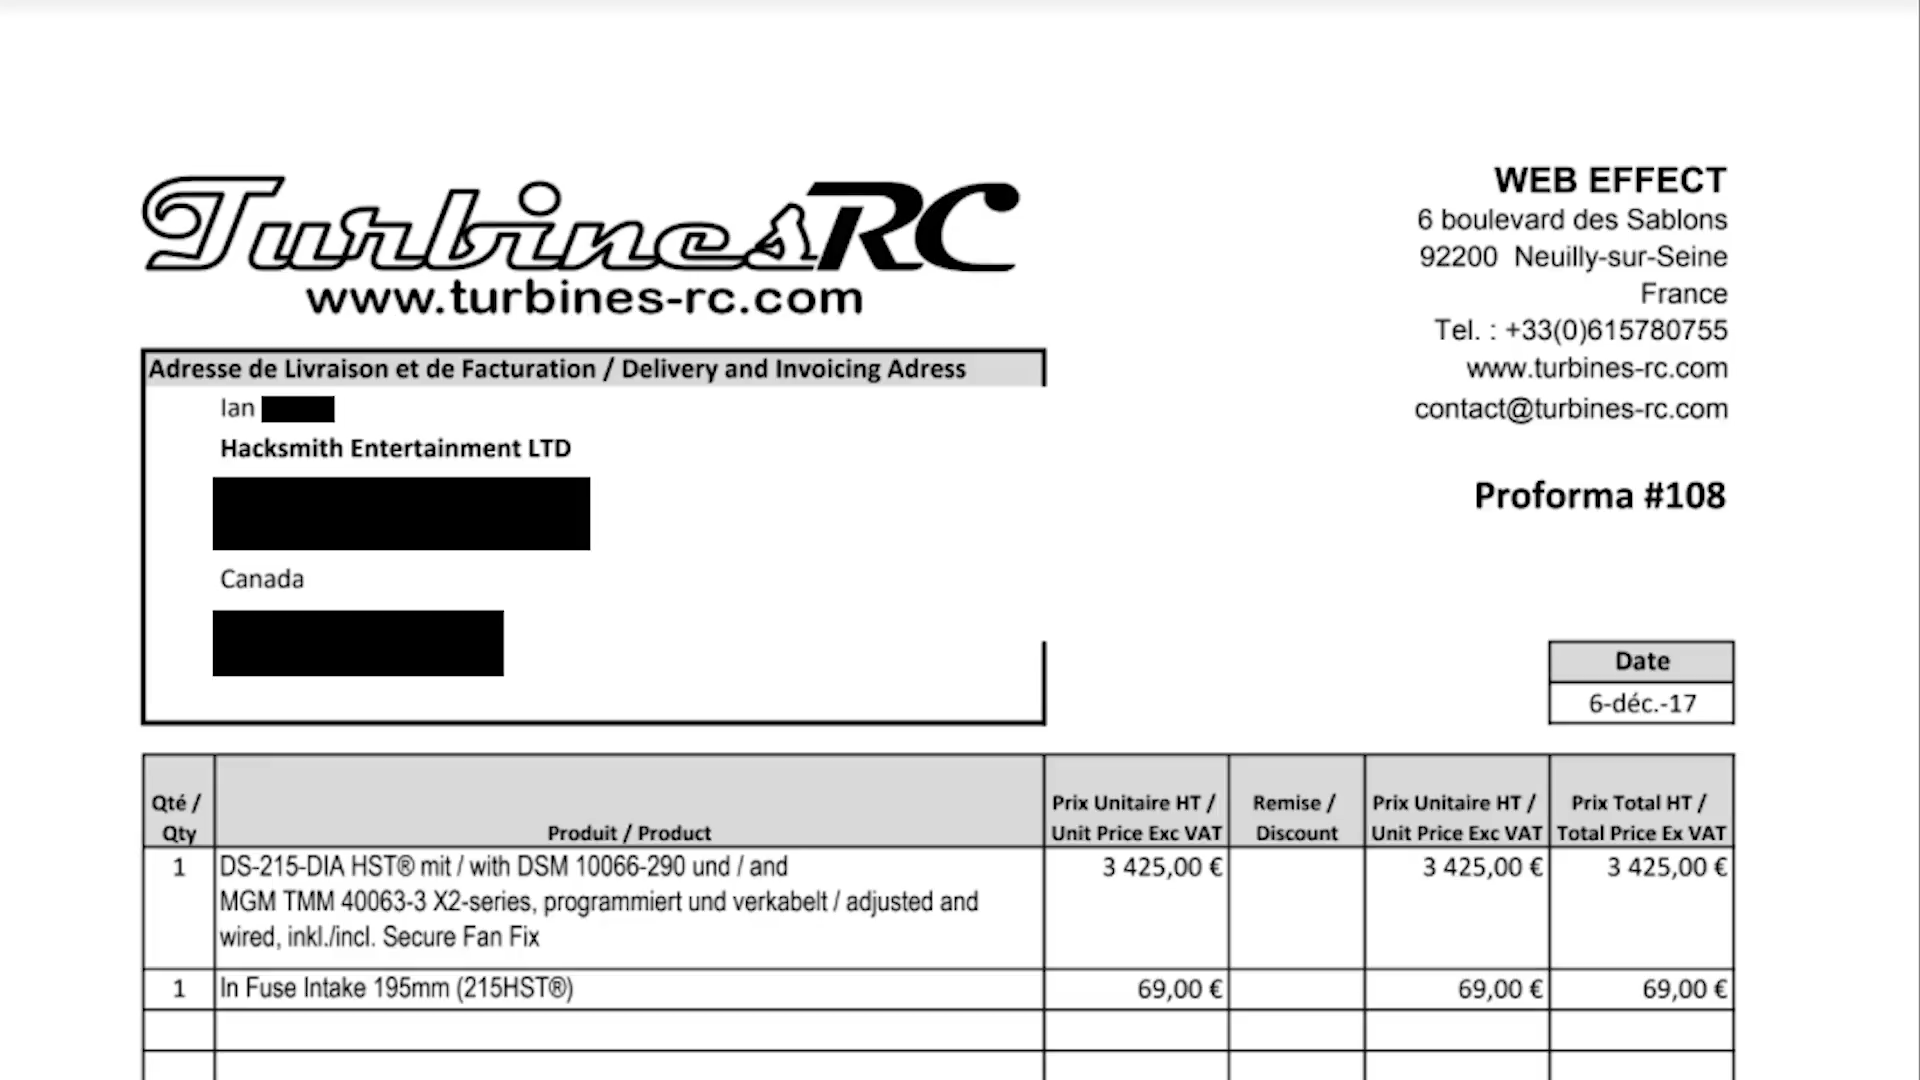 TurbinesRC
www.turbines-rc.com
WEB EFFECT
6 boulevard des Sablons
92200 Neuilly-sur-Seine
France
Tel. : +33(0)615780755
www.turbines-rc.com
contact@turbines-rc.com
Proforma #108
Adresse de Livraison et de Facturation / Delivery and Invoicing Adress
Ian
Hacksmith Entertainment LTD
Canada
Date
6-déc.-17
Qté / Qty
Produit / Product
Prix Unitaire HT / Unit Price Exc VAT
Remise / Discount
Prix Unitaire HT / Unit Price Exc VAT
Prix Total HT / Total Price Ex VAT
1 DS-215-DIA HST® mit / with DSM 10066-290 und / and 3 425,00 € 3 425,00 € 3 425,00 €
MGM TMM 40063-3 X2-series, programmiert und verkabelt / adjusted and
wired, inkl./incl. Secure Fan Fix
1 In Fuse Intake 195mm (215HST®) 69,00 € 69,00 € 69,00 €